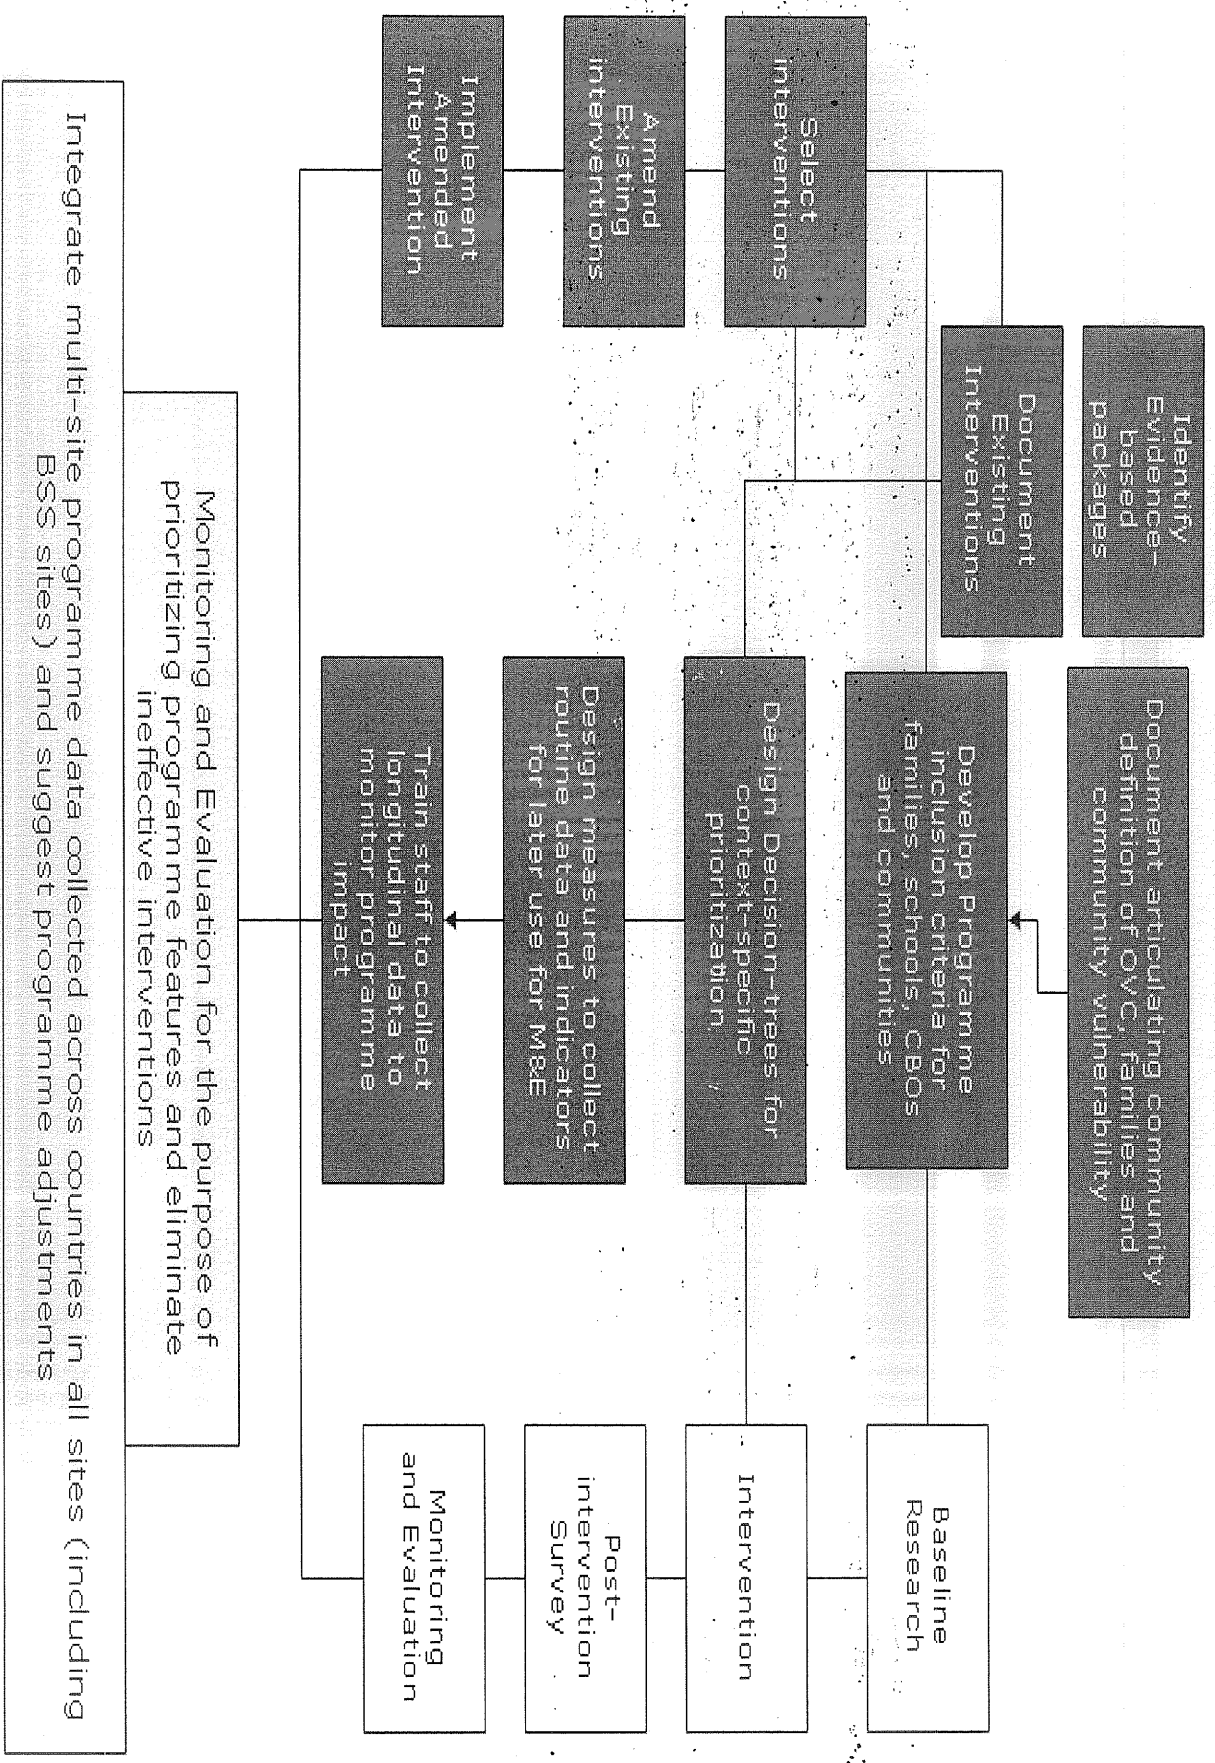 Identify
Evidence-
based
packages
Document
Existing
Interventions
Document articulating community
definition of OVC, families and
community vulnerability
Select
interventions
Amend
Existing
interventions
Implement
Amended
Intervention
Develop Programme
inclusion criteria for
families, schools, CBOs
and communities
Design Decision-trees for
context-specific
prioritization
Design measures to collect
routine data and indicators
for later use for M&E
Train staff to collect
longitudinal data to
monitor programme
impact
Baseline
Research
Intervention
Post-
intervention
Survey
Monitoring
and Evaluation
Monitoring and Evaluation for the purpose of
prioritizing programme features and eliminate
ineffective interventions
Integrate multi-site programme data collected across countries in all sites (including
BSS sites) and suggest programme adjustments